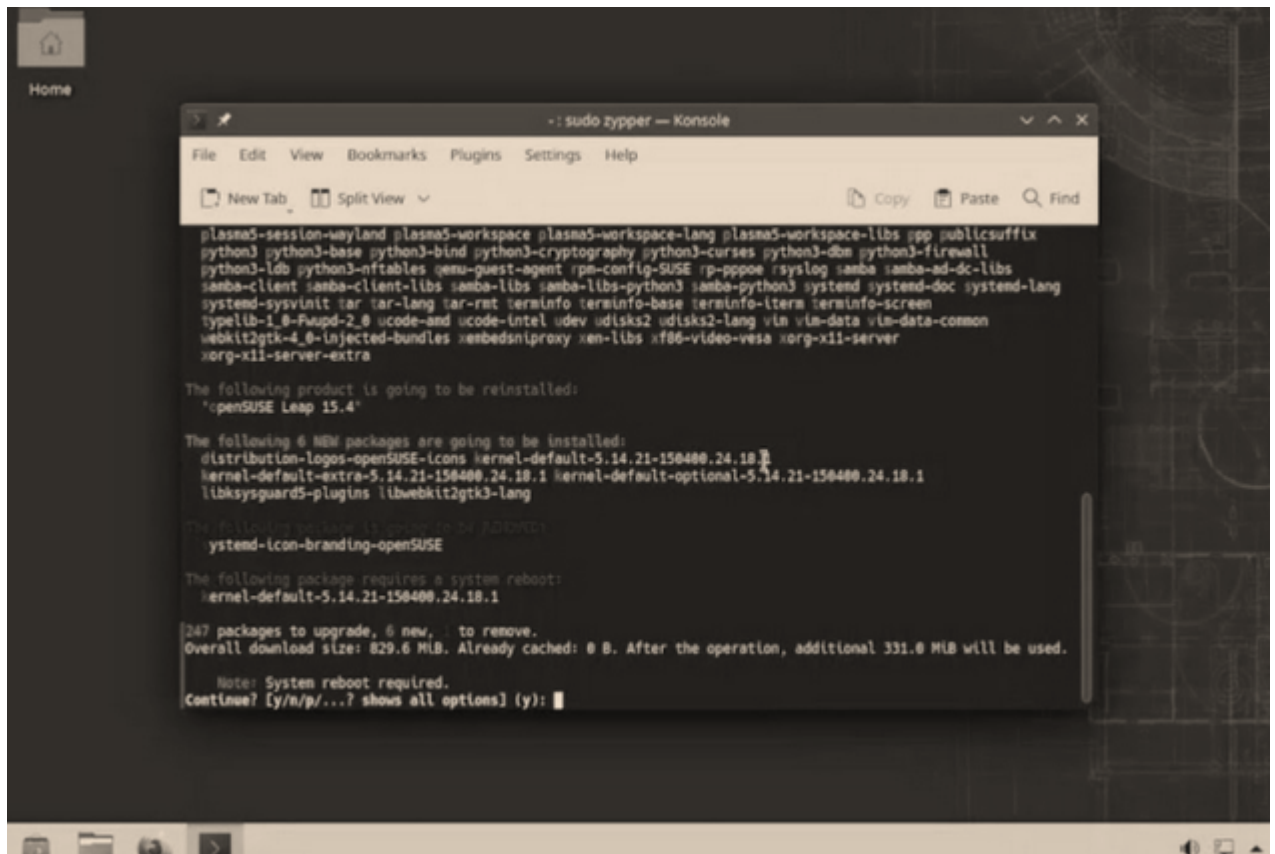 Home
~ : sudo zypper — Konsole
File Edit View Bookmarks Plugins Settings Help
New Tab Split View Copy Paste Find
plasma5-session-wayland plasma5-workspace plasma5-workspace-lang plasma5-workspace-libs ppp publicsuffix
python3 python3-base python3-bind python3-cryptography python3-curses python3-dbm python3-firewall
python3-ldb python3-nftables qemu-guest-agent rpm-config-SUSE rp-pppoe rsyslog samba samba-ad-dc-libs
samba-client samba-client-libs samba-libs samba-libs-python3 samba-python3 systemd systemd-doc systemd-lang
systemd-sysvinit tar tar-lang tar-rmt terminfo terminfo-base terminfo-iterm terminfo-screen
typelib-1_0-Fwupd-2_0 ucode-amd ucode-intel udev udisks2 udisks2-lang vim vim-data vim-data-common
webkit2gtk-4_0-injected-bundles xembedsniproxy xen-libs xf86-video-vesa xorg-x11-server
xorg-x11-server-extra
The following product is going to be reinstalled:
"openSUSE Leap 15.4"
The following 6 NEW packages are going to be installed:
distribution-logos-openSUSE-icons kernel-default-5.14.21-150400.24.18.1
kernel-default-extra-5.14.21-150400.24.18.1 kernel-default-optional-5.14.21-150400.24.18.1
libksysguard5-plugins libwebkit2gtk3-lang
The following package is going to be REMOVED:
ystemd-icon-branding-openSUSE
The following package requires a system reboot:
kernel-default-5.14.21-150400.24.18.1
247 packages to upgrade, 6 new, to remove.
Overall download size: 829.6 MiB. Already cached: 0 B. After the operation, additional 331.0 MiB will be used.
Note: System reboot required.
Continue? [y/n/p/...? shows all options] (y):